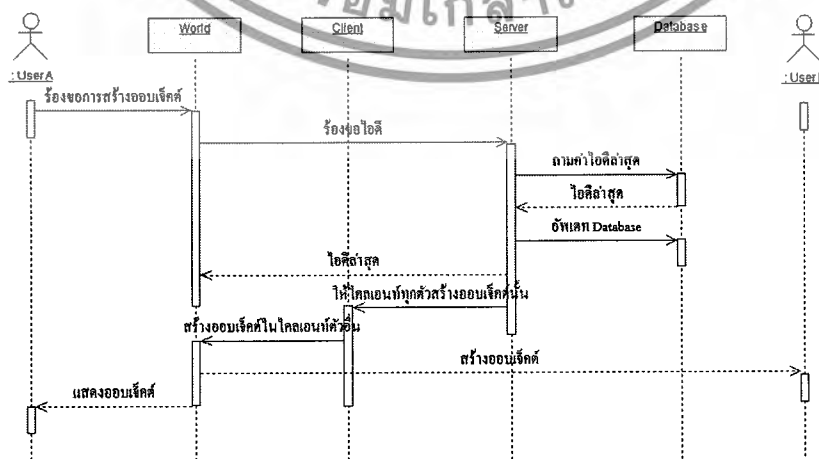 World
Client
Server
Database
: UserA
: User
ร้องขอการสร้างออบเจ็คต์
ร้องขอไอดี
ถามค่าไอดีล่าสุด
ไอดีล่าสุด
อัพเดท Database
ไอดีล่าสุด
ให้ไคลเอนท์ทุกตัวสร้างออบเจ็คต์นั้น
สร้างออบเจ็คต์ในไคลเอนท์ตัวอื่น
สร้างออบเจ็คต์
แสดงออบเจ็คต์